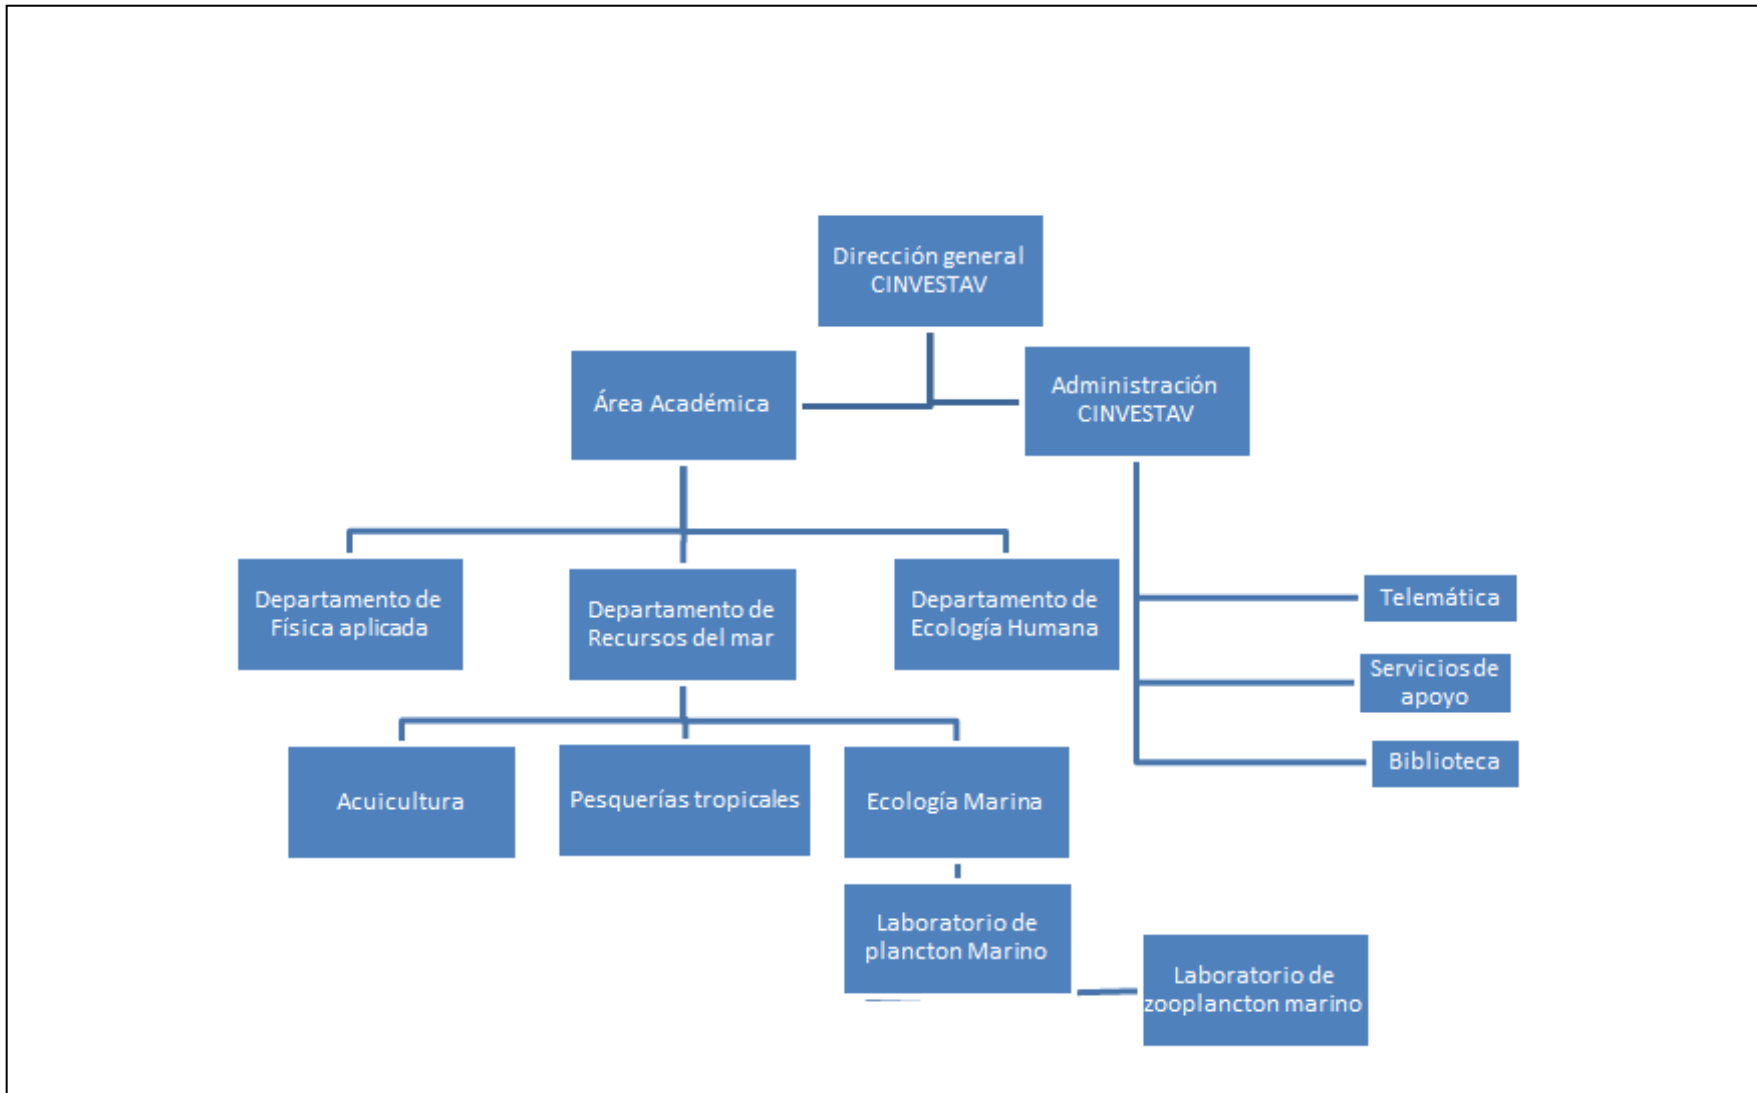 Dirección general
CINVESTAV
Área Académica
Administración
CINVESTAV
Departamento de
Física aplicada
Departamento de
Recursos del mar
Departamento de
Ecología Humana
Telemática
Servicios de
apoyo
Biblioteca
Acuicultura
Pesquerías tropicales
Ecología Marina
Laboratorio de
plancton Marino
Laboratorio de
zooplancton marino